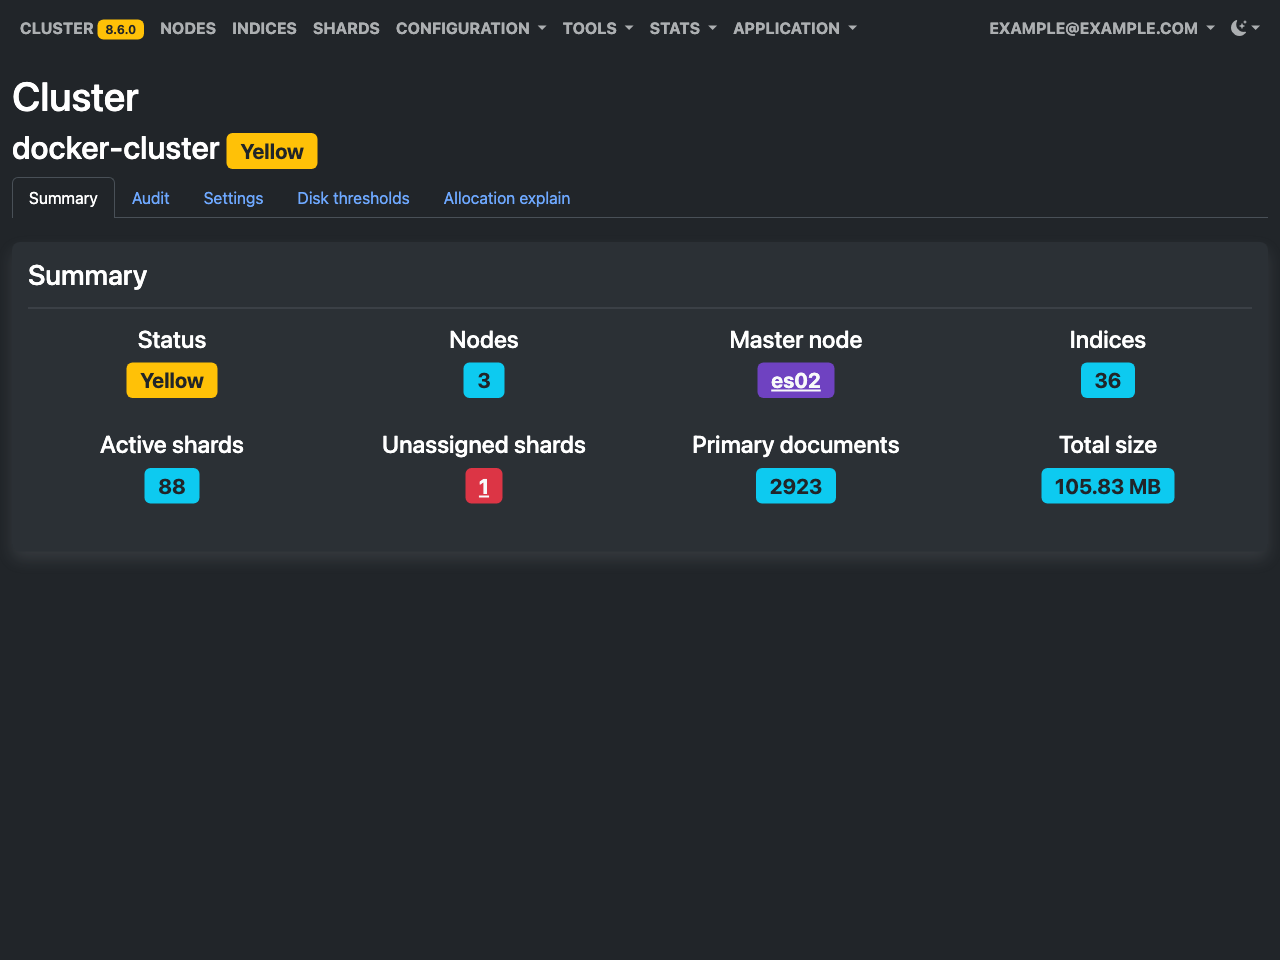 CLUSTER 8.6.0 NODES INDICES SHARDS CONFIGURATION TOOLS STATS APPLICATION EXAMPLE@EXAMPLE.COM
Cluster
docker-cluster Yellow
Summary Audit Settings Disk thresholds Allocation explain
Summary
Status Nodes Master node Indices
Yellow 3 es02 36
Active shards Unassigned shards Primary documents Total size
88 1 2923 105.83 MB